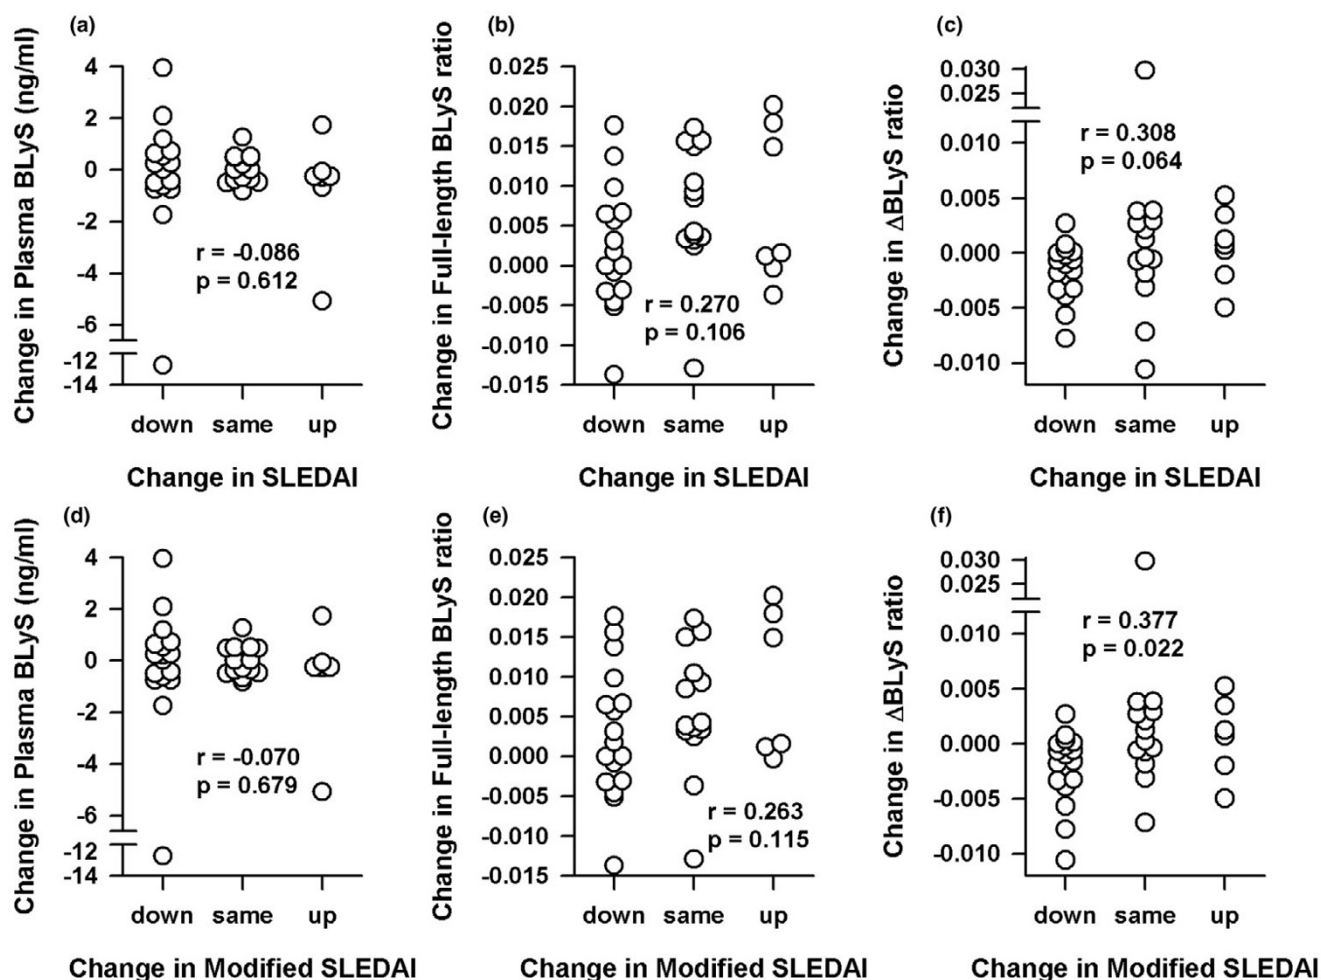 (a)
Change in Plasma BLyS (ng/ml)
4
2
0
-2
-4
-6
-12
-14
r = -0.086
p = 0.612
down same up
Change in SLEDAI
(b)
Change in Full-length BLyS ratio
0.025
0.020
0.015
0.010
0.005
0.000
-0.005
-0.010
-0.015
r = 0.270
p = 0.106
down same up
Change in SLEDAI
(c)
Change in ΔBLyS ratio
0.030
0.025
0.010
0.005
0.000
-0.005
-0.010
r = 0.308
p = 0.064
down same up
Change in SLEDAI
(d)
Change in Plasma BLyS (ng/ml)
4
2
0
-2
-4
-6
-12
-14
r = -0.070
p = 0.679
down same up
Change in Modified SLEDAI
(e)
Change in Full-length BLyS ratio
0.025
0.020
0.015
0.010
0.005
0.000
-0.005
-0.010
-0.015
r = 0.263
p = 0.115
down same up
Change in Modified SLEDAI
(f)
Change in ΔBLyS ratio
0.030
0.025
0.010
0.005
0.000
-0.005
-0.010
r = 0.377
p = 0.022
down same up
Change in Modified SLEDAI